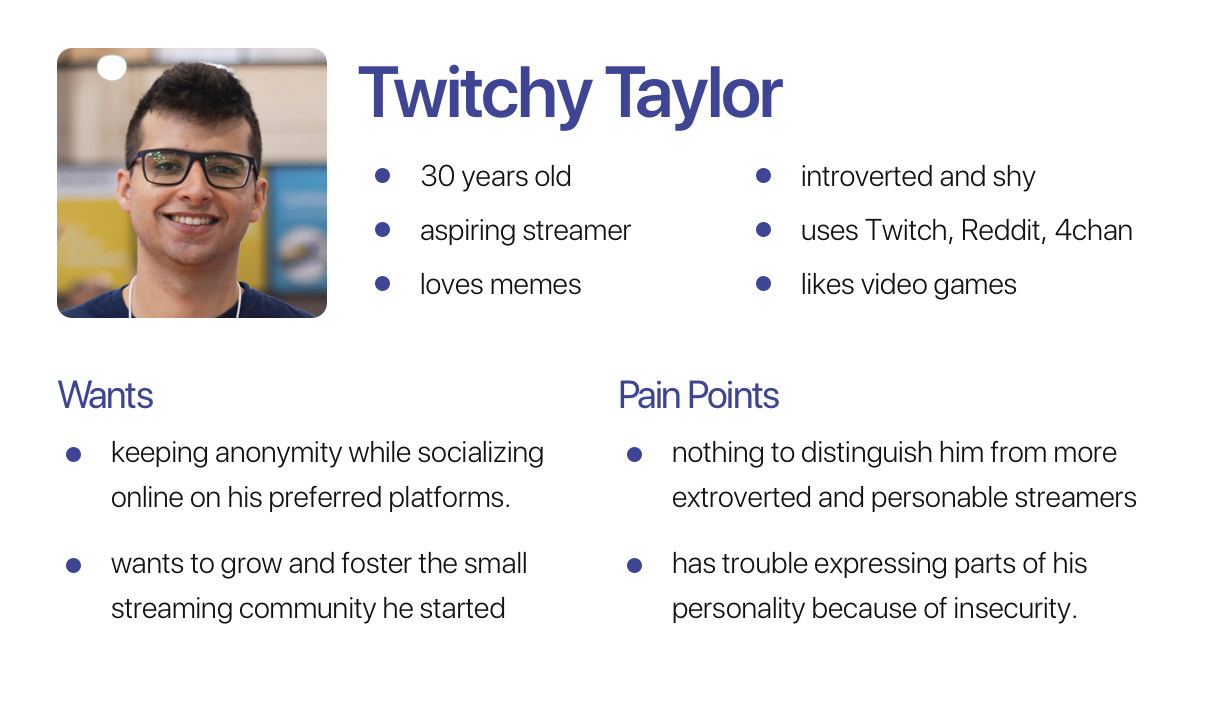 Twitchy Taylor
30 years old
aspiring streamer
loves memes
introverted and shy
uses Twitch, Reddit, 4chan
likes video games
Wants
keeping anonymity while socializing
online on his preferred platforms.
wants to grow and foster the small
streaming community he started
Pain Points
nothing to distinguish him from more
extroverted and personable streamers
has trouble expressing parts of his
personality because of insecurity.